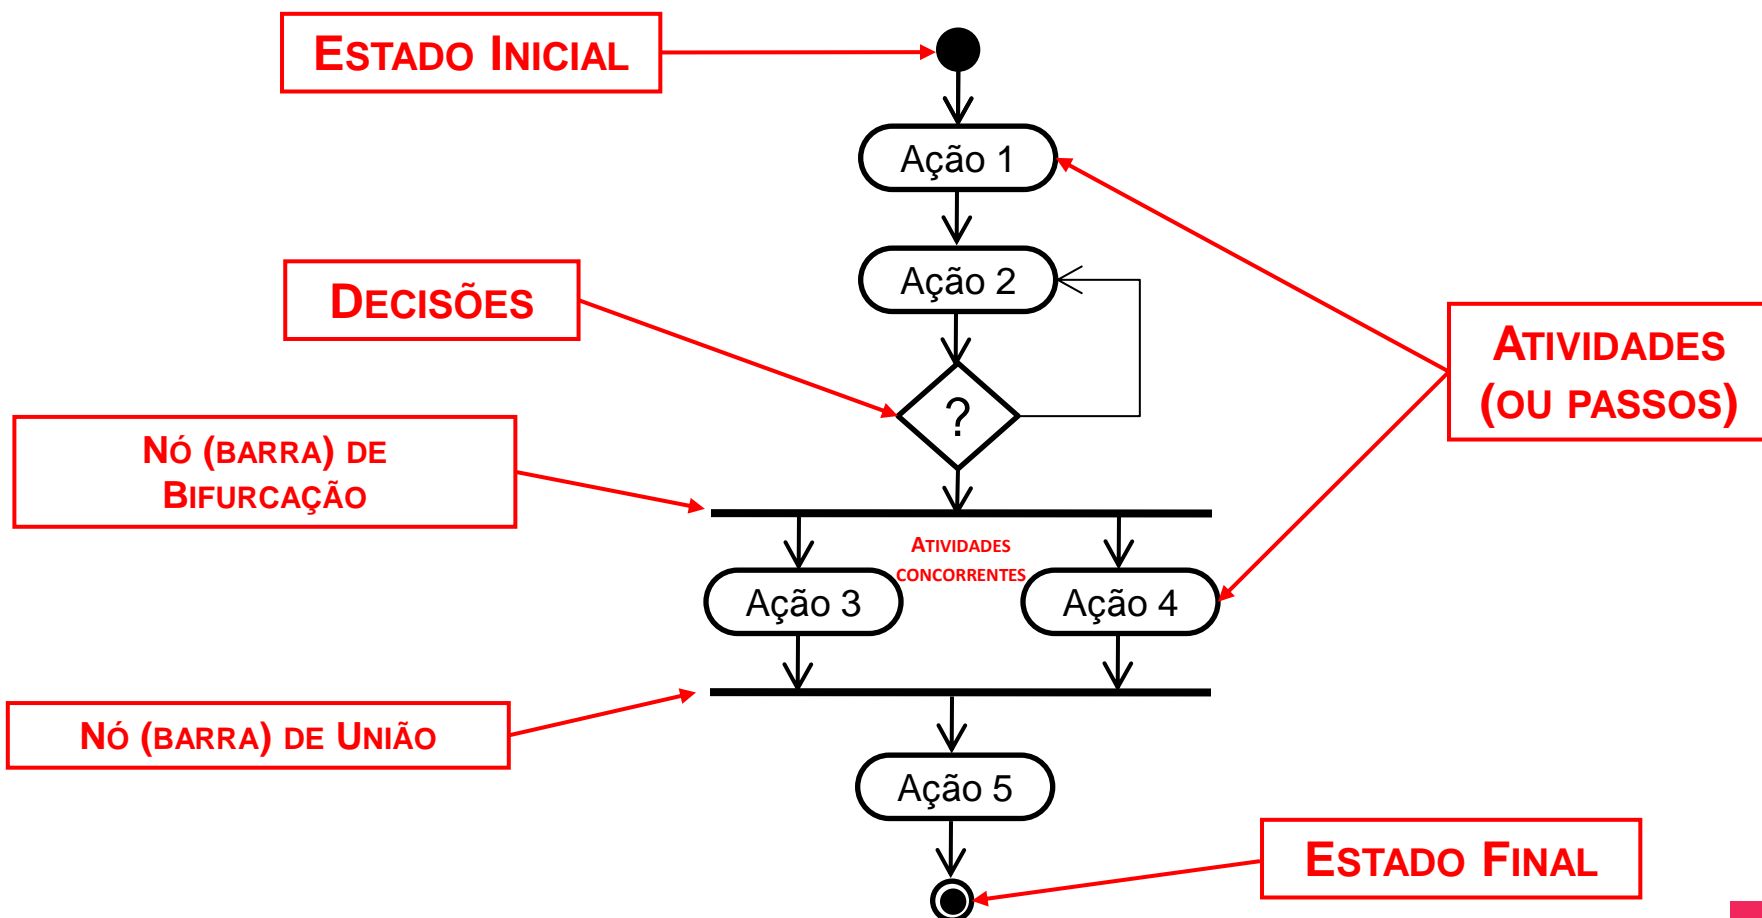 ESTADO INICIAL
Ação 1
Ação 2
DECISÕES
ATIVIDADES
(OU PASSOS)
?
NÓ (BARRA) DE
BIFURCAÇÃO
ATIVIDADES
CONCORRENTES
Ação 3
Ação 4
NÓ (BARRA) DE UNIÃO
Ação 5
ESTADO FINAL